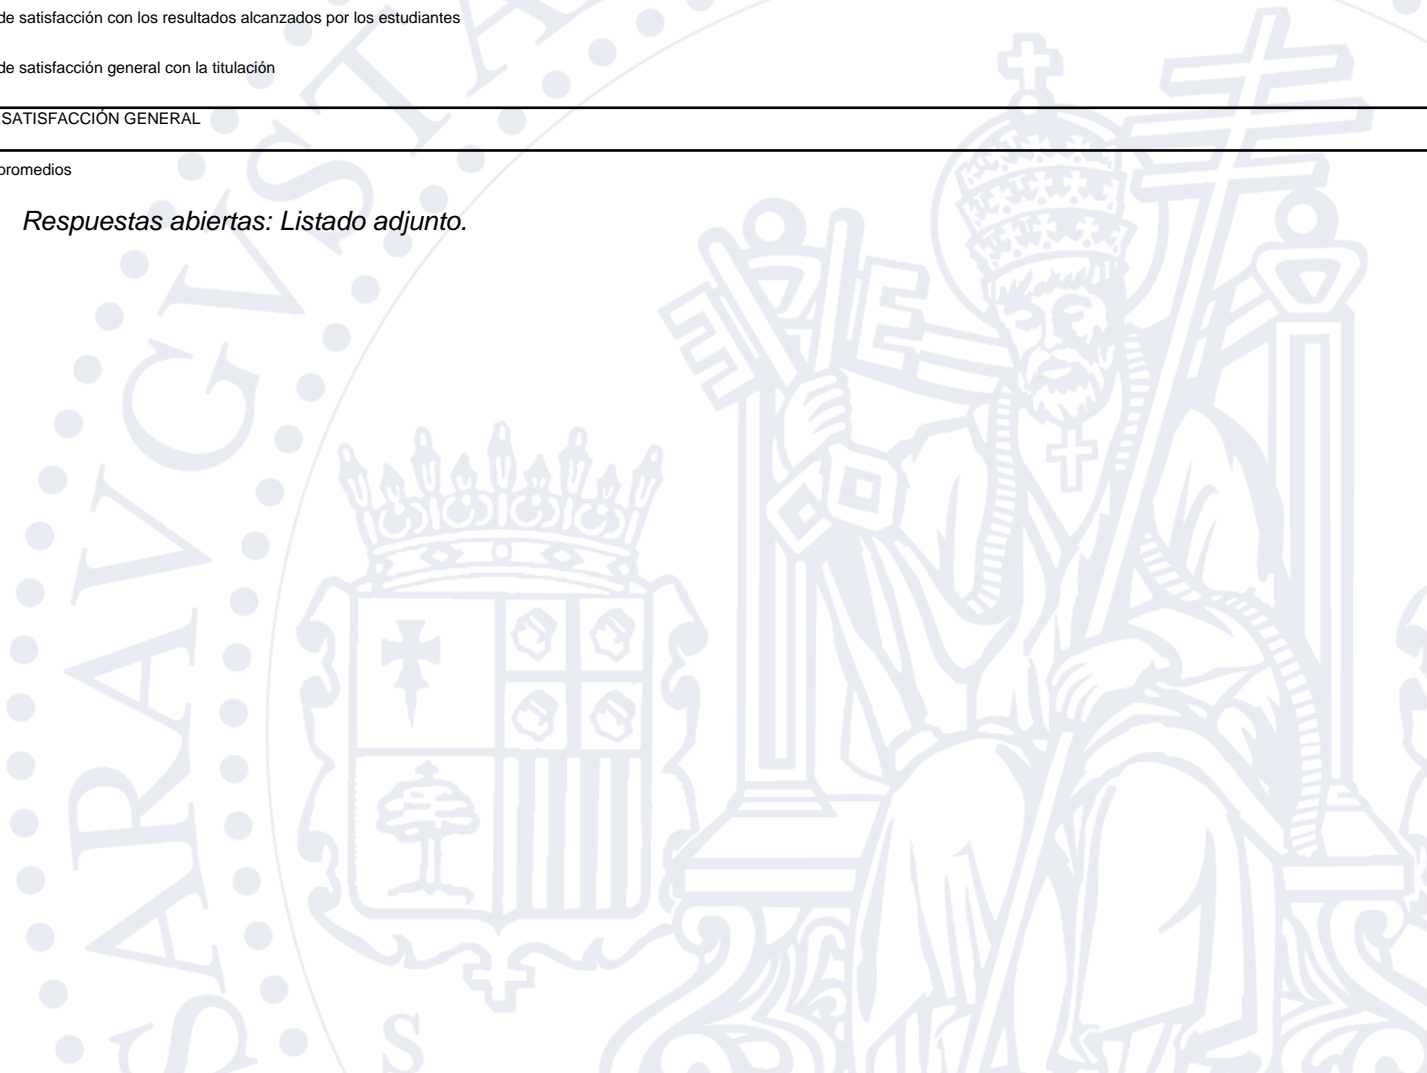 de satisfacción con los resultados alcanzados por los estudiantes
de satisfacción general con la titulación
:SATISFACCIÓN GENERAL
promedios
Respuestas abiertas: Listado adjunto.
SARAVGVSTA
S